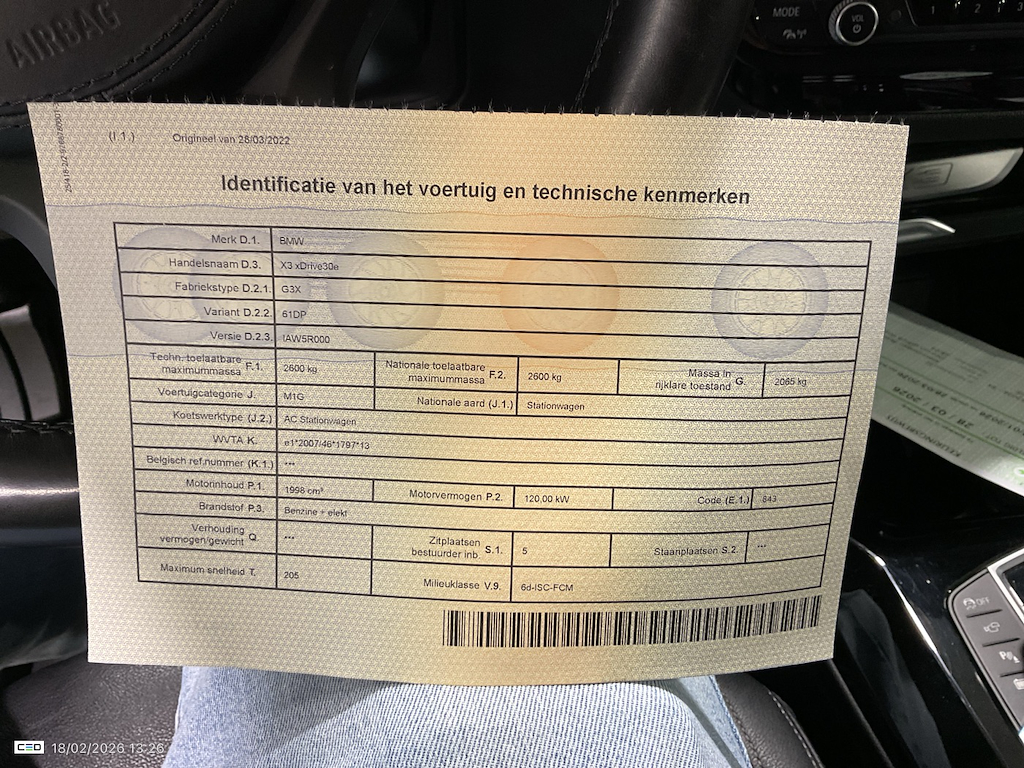 AIRBAG
MODE
VOL
1 2 3
(I.1.) Origineel van 28/03/2022
Identificatie van het voertuig en technische kenmerken
Merk D.1. BMW
Handelsnaam D.3. X3 xDrive30e
Fabriekstype D.2.1. G3X
Variant D.2.2. 61DP
Versie D.2.3. IAW5R000
Techn. toelaatbare maximummassa F.1. 2600 kg Nationale toelaatbare maximummassa F.2. 2600 kg Massa in rijklare toestand G. 2065 kg
Voertuigcategorie J. M1G Nationale aard (J.1.) Stationwagen
Koetswerktype (J.2.) AC Stationwagen
WVTA K. e1*2007/46*1797*13
Belgisch ref.nummer (K.1.) ***
Motorinhoud P.1. 1998 cm³ Motorvermogen P.2. 120,00 kW Code (E.1.) 843
Brandstof P.3. Benzine + elekt
Verhouding vermogen/gewicht Q. *** Zitplaatsen bestuurder inb. S.1. 5 Staanplaatsen S.2. ***
Maximum snelheid T. 205 Milieuklasse V.9. 6d-ISC-FCM
OFF
CEO 18/02/2026 13:26